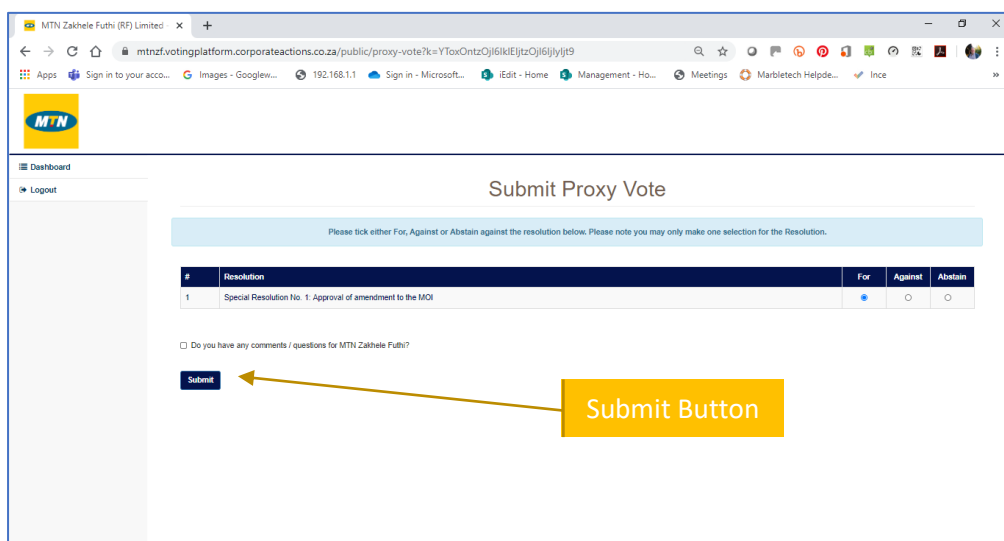 MTN Zakhele Futhi (RF) Limited
mtnzf.votingplatform.corporateactions.co.za/public/proxy-vote?k=YToxOntzOjI6IklEIjtzOjI6IjIyIjt9
Apps Sign in to your acco... Images - Googlew... 192.168.1.1 Sign in - Microsoft... iEdit - Home Management - Ho... Meetings Marbletech Helpde... Ince »
MTN
Dashboard
Logout
Submit Proxy Vote
Please tick either For, Against or Abstain against the resolution below. Please note you may only make one selection for the Resolution.
# Resolution For Against Abstain
1 Special Resolution No. 1: Approval of amendment to the MOI
Do you have any comments / questions for MTN Zakhele Futhi?
Submit
Submit Button